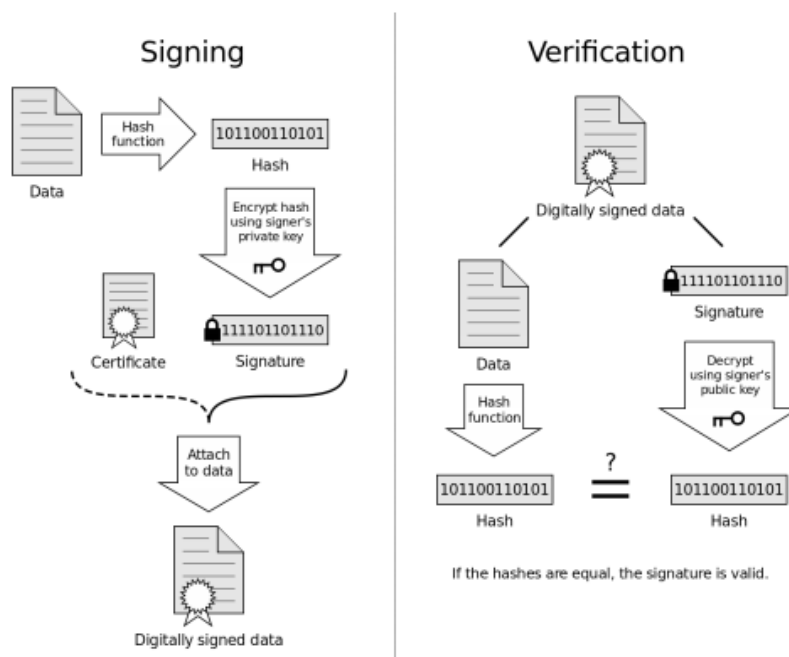 Signing
Data
Hash
function
101100110101
Hash
Encrypt hash
using signer's
private key
Certificate
111101101110
Signature
Attach
to data
Digitally signed data
Verification
Digitally signed data
Data
111101101110
Signature
Hash
function
Decrypt
using signer's
public key
101100110101
Hash
?
=
101100110101
Hash
If the hashes are equal, the signature is valid.